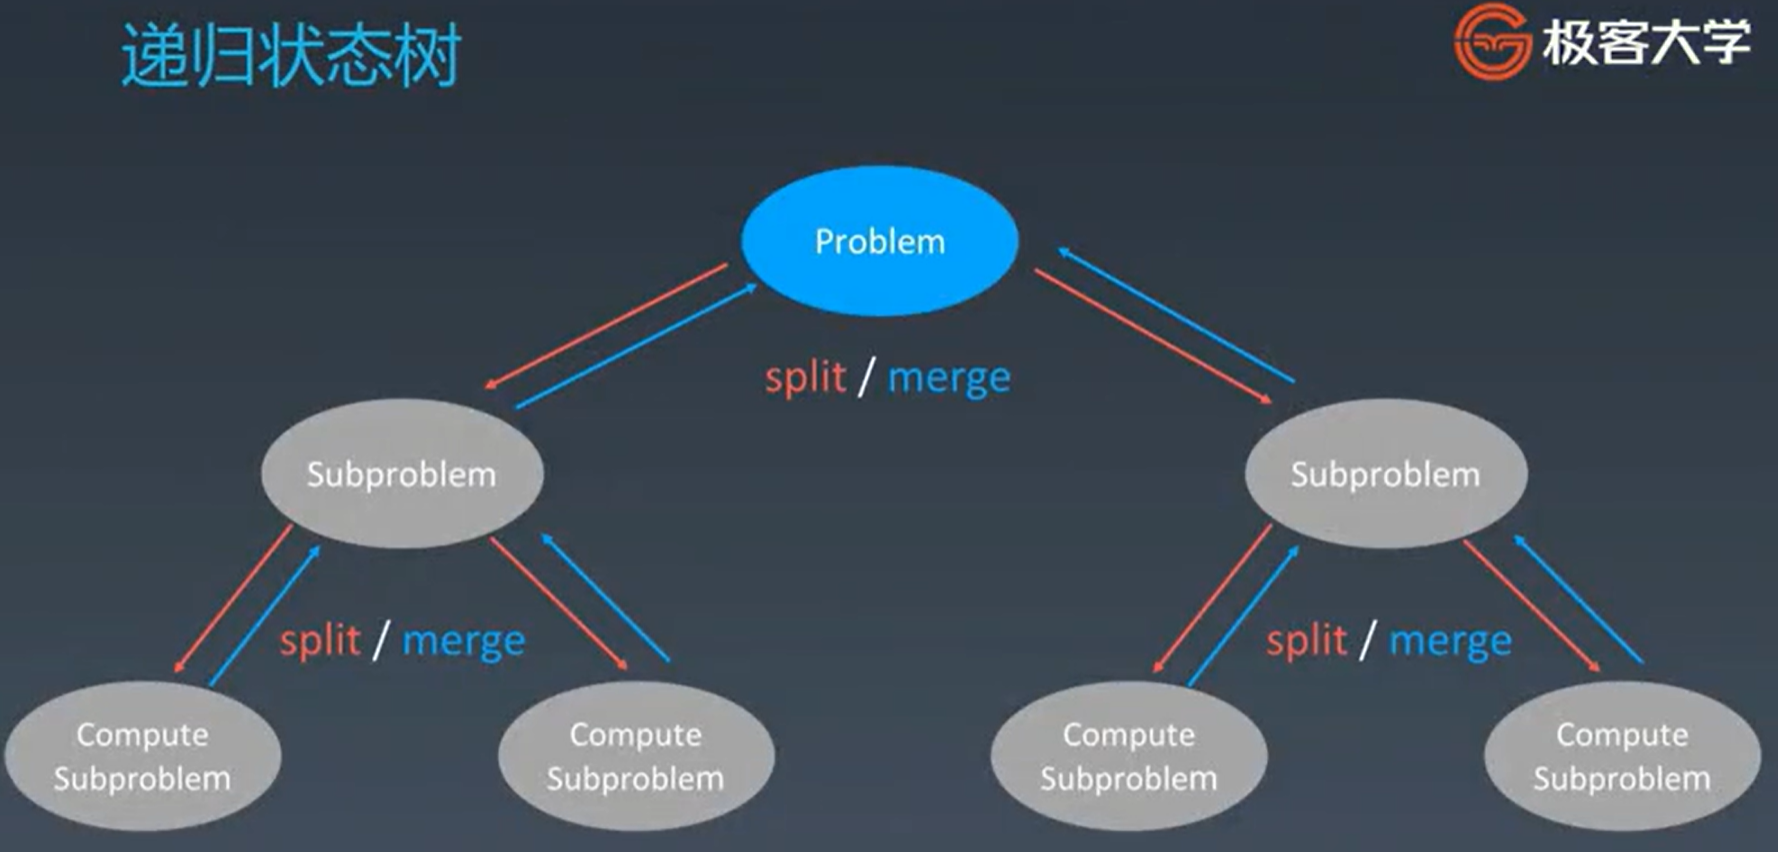 递归状态树
极客大学
Problem
split / merge
Subproblem
Subproblem
split / merge
split / merge
Compute
Subproblem
Compute
Subproblem
Compute
Subproblem
Compute
Subproblem